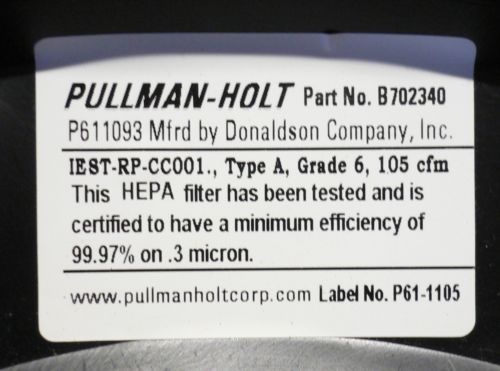 PULLMAN-HOLT Part No. B702340
P611093 Mfrd by Donaldson Company, Inc.
IEST-RP-CC001., Type A, Grade 6, 105 cfm
This HEPA filter has been tested and is
certified to have a minimum efficiency of
99.97% on .3 micron.
www.pullmanholtcorp.com Label No. P61-1105